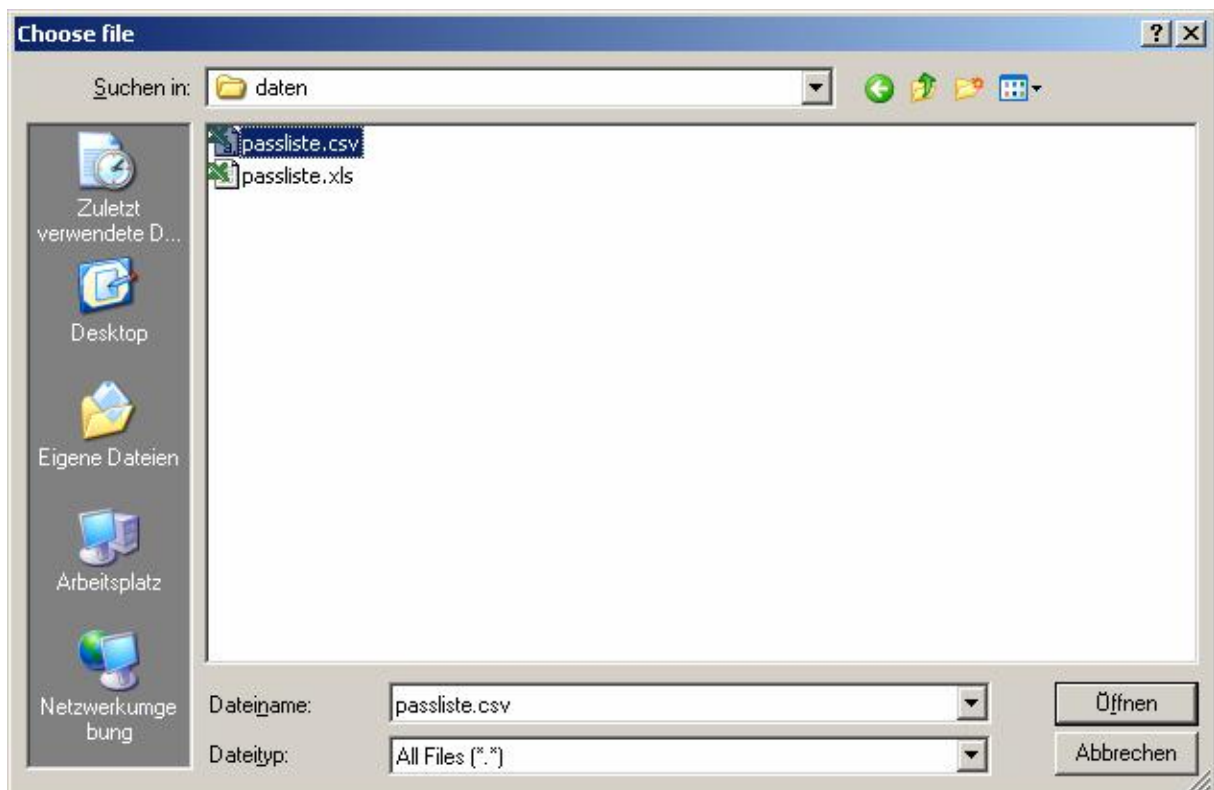 Choose file
Suchen in:
daten
passliste.csv
passliste.xls
Zuletzt
verwendete D...
Desktop
Eigene Dateien
Arbeitsplatz
Netzwerkumge
bung
Dateiname:
passliste.csv
Öffnen
Dateityp:
All Files (*.*)
Abbrechen